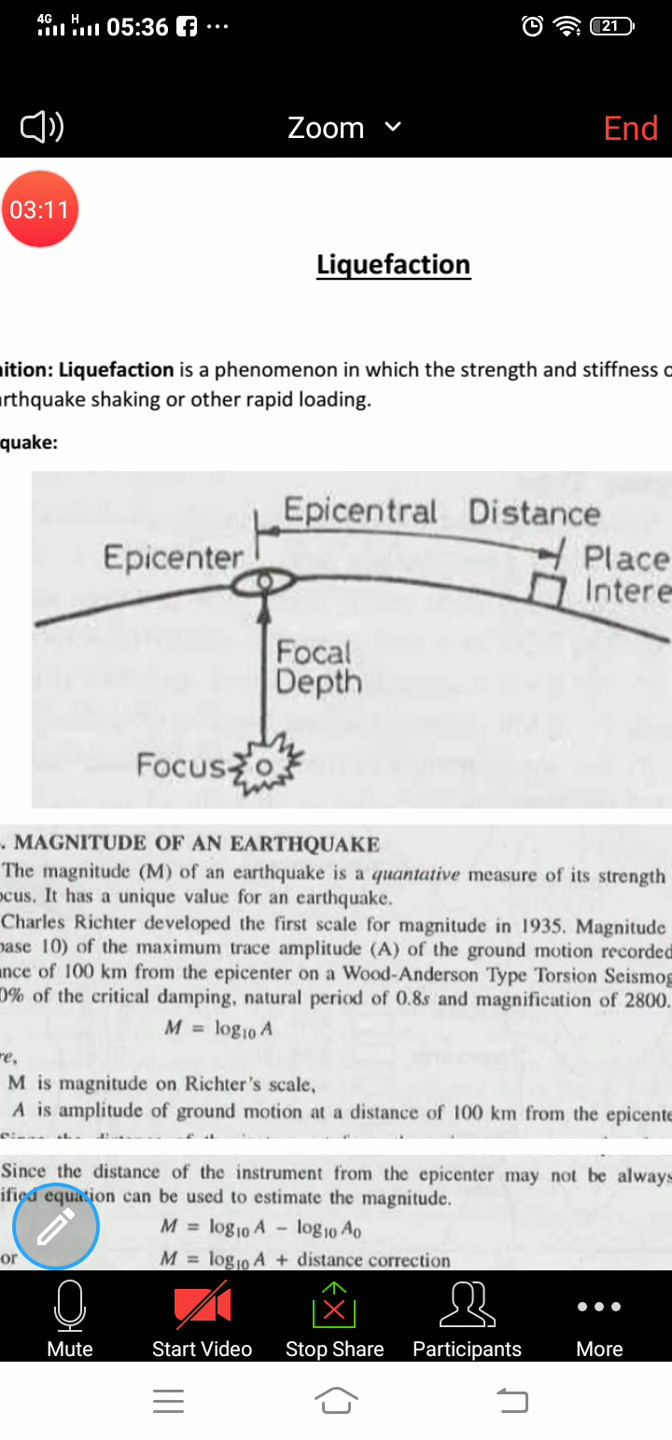 4G H 05:36 ... 21
Zoom End
03:11
Liquefaction
nition: Liquefaction is a phenomenon in which the strength and stiffness o
arthquake shaking or other rapid loading.
quake:
Epicentral Distance
Epicenter
Place
Intere
Focal
Depth
Focus
. MAGNITUDE OF AN EARTHQUAKE
The magnitude (M) of an earthquake is a quantative measure of its strength
ocus. It has a unique value for an earthquake.
Charles Richter developed the first scale for magnitude in 1935. Magnitude
base 10) of the maximum trace amplitude (A) of the ground motion recorded
ance of 100 km from the epicenter on a Wood-Anderson Type Torsion Seismog
0% of the critical damping, natural period of 0.8s and magnification of 2800.
M = log₁₀ A
re,
M is magnitude on Richter's scale,
A is amplitude of ground motion at a distance of 100 km from the epicente
Since the distance of the instrument from the epicenter may not be always
ified equation can be used to estimate the magnitude.
M = log₁₀ A − log₁₀ A₀
or M = log₁₀ A + distance correction
Mute Start Video Stop Share Participants More